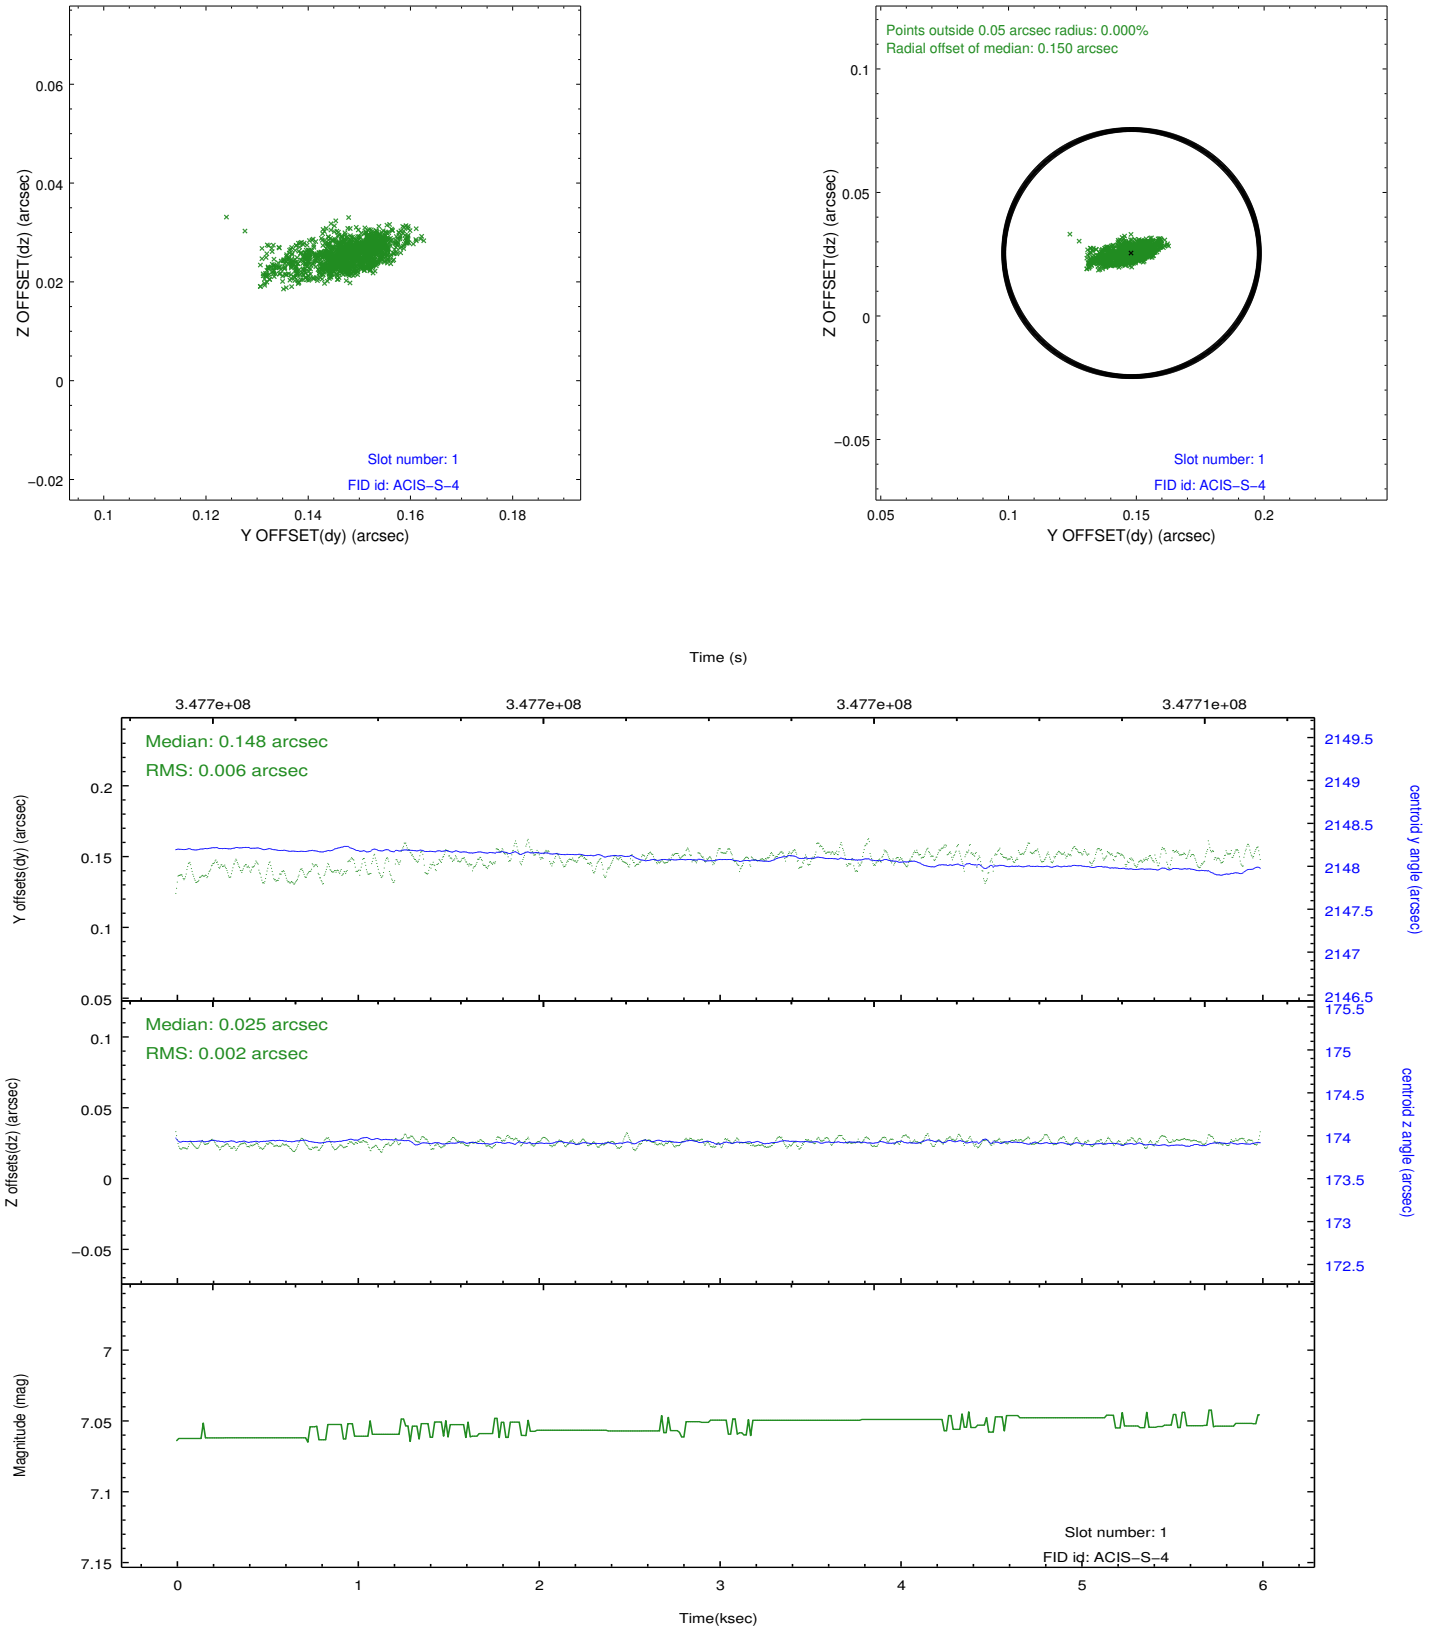 0.06
0.04
0.02
0
−0.02
0.1
0.12
0.14
0.16
0.18
Z OFFSET(dz) (arcsec)
Y OFFSET(dy) (arcsec)
Slot number: 1
FID id: ACIS−S−4
Points outside 0.05 arcsec radius: 0.000%
Radial offset of median: 0.150 arcsec
0.1
0.05
0
−0.05
0.05
0.1
0.15
0.2
Z OFFSET(dz) (arcsec)
Y OFFSET(dy) (arcsec)
Slot number: 1
FID id: ACIS−S−4
Time (s)
3.477e+08
3.477e+08
3.477e+08
3.4771e+08
Median: 0.148 arcsec
RMS: 0.006 arcsec
Y offsets(dy) (arcsec)
0.2
0.15
0.1
0.05
2149.5
2149
2148.5
2148
2147.5
2147
2146.5
centroid y angle (arcsec)
Median: 0.025 arcsec
RMS: 0.002 arcsec
Z offsets(dz) (arcsec)
0.1
0.05
0
−0.05
175.5
175
174.5
174
173.5
173
172.5
centroid z angle (arcsec)
Magnitude (mag)
7
7.05
7.1
7.15
Slot number: 1
FID id: ACIS−S−4
0
1
2
3
4
5
6
Time(ksec)